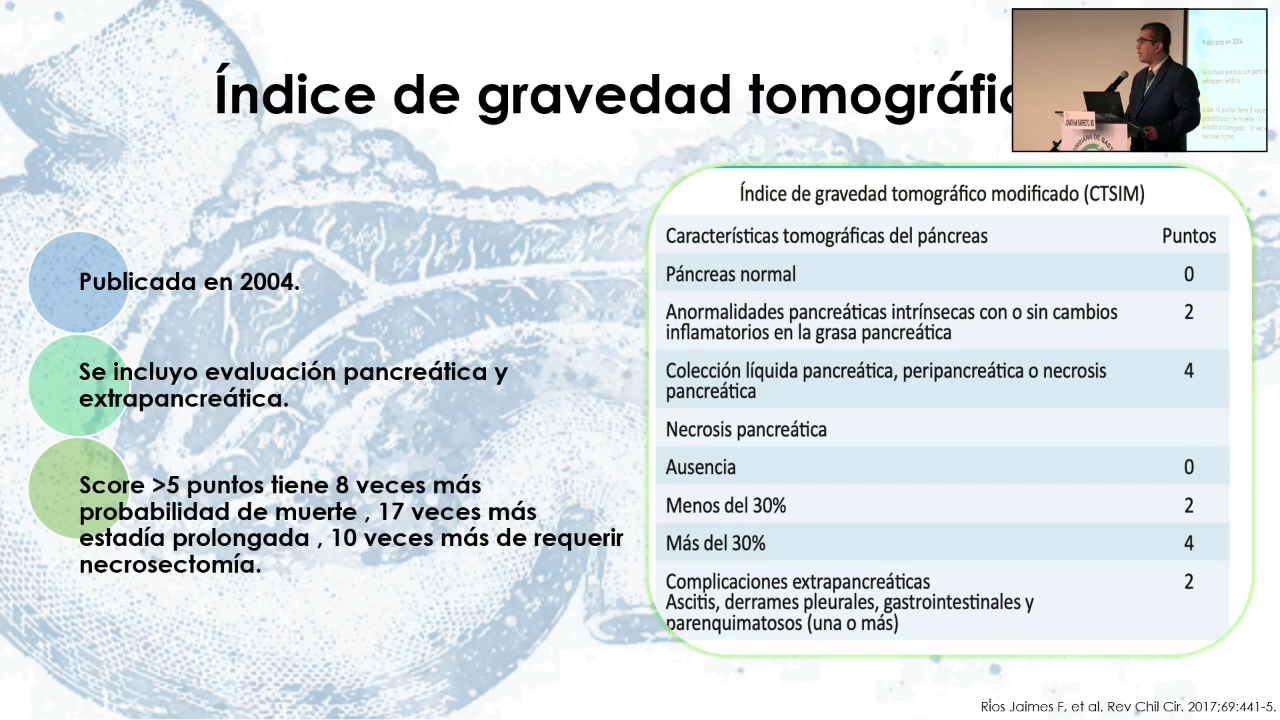 Índice de gravedad tomográfic
Publicada en 2004.
Se incluyo evaluación pancreática y
extrapancreática.
Score >5 puntos tiene 8 veces más
probabilidad de muerte , 17 veces más
estadía prolongada , 10 veces más de requerir
necrosectomía.
Índice de gravedad tomográfico modificado (CTSIM)
Características tomográficas del páncreas Puntos
Páncreas normal 0
Anormalidades pancreáticas intrínsecas con o sin cambios 2
inflamatorios en la grasa pancreática
Colección líquida pancreática, peripancreática o necrosis 4
pancreática
Necrosis pancreática
Ausencia 0
Menos del 30% 2
Más del 30% 4
Complicaciones extrapancreáticas 2
Ascitis, derrames pleurales, gastrointestinales y
parenquimatosos (una o más)
Publicada en 2004
RÍos Jaimes F, et al. Rev Chil Cir. 2017;69:441-5.